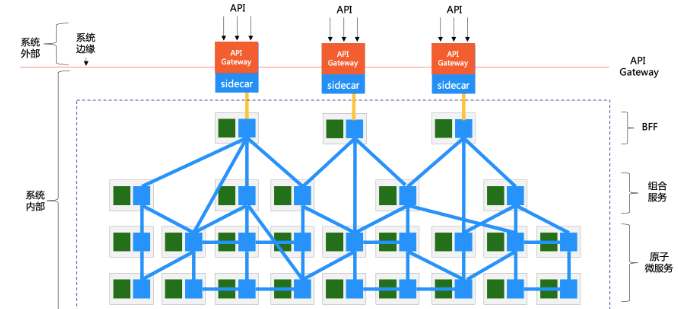 API
API
API
系统
外部
系统
边缘
API
Gateway
API
Gateway
API
Gateway
API
Gateway
sidecar
sidecar
sidecar
BFF
系统
内部
组合
服务
原子
微服务